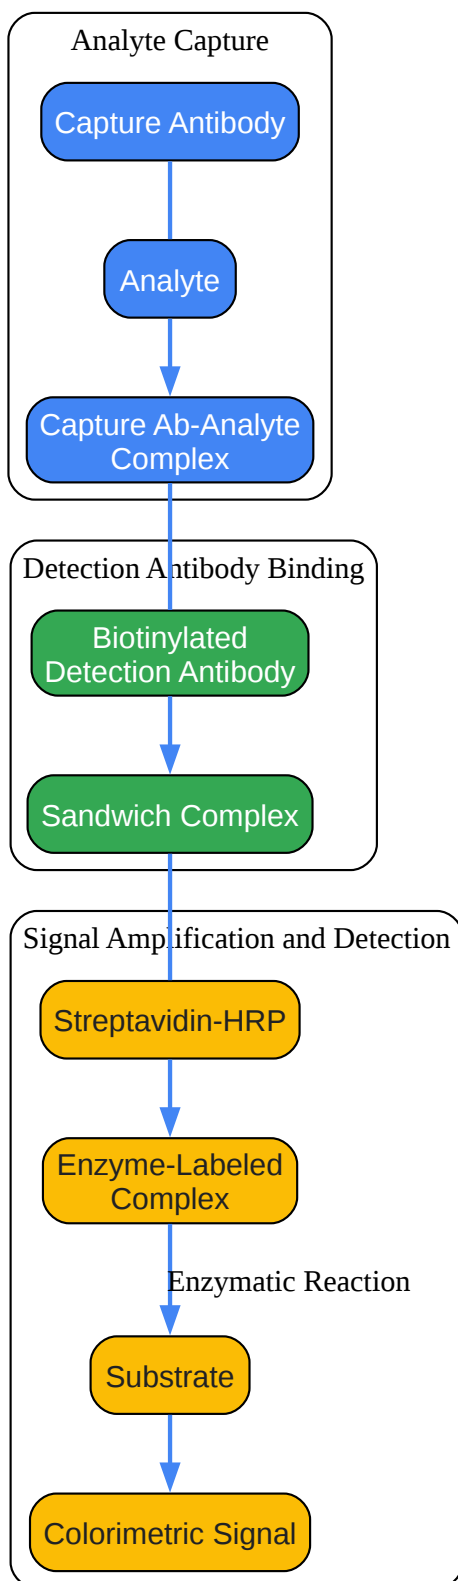 Analyte Capture
Capture Antibody
Analyte
Capture Ab-Analyte
Complex
Detection Antibody Binding
Biotinylated
Detection Antibody
Sandwich Complex
Signal Amplification and Detection
Streptavidin-HRP
Enzyme-Labeled
Complex
Enzymatic Reaction
Substrate
Colorimetric Signal